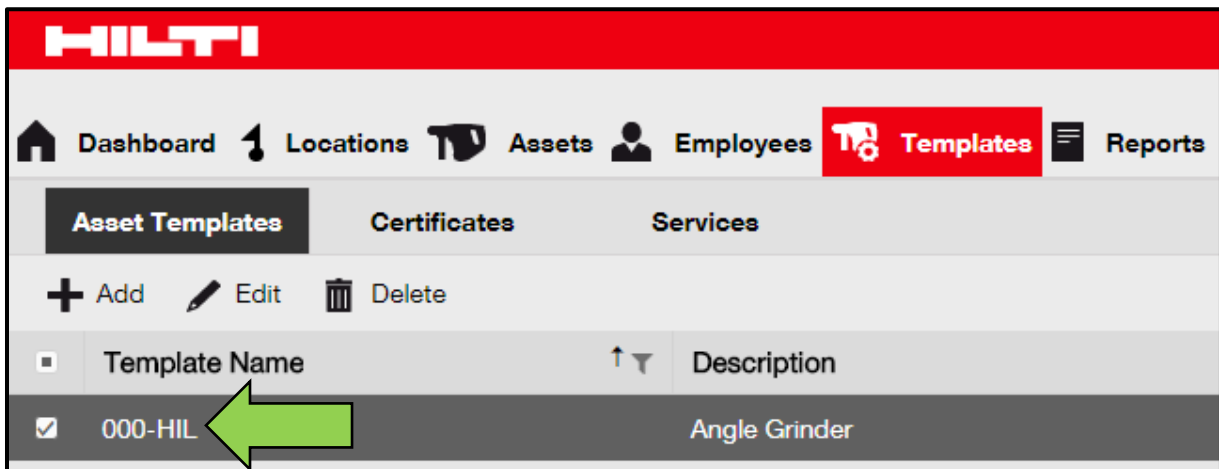 HILTI
Dashboard Locations Assets Employees Templates Reports
Asset Templates Certificates Services
Add Edit Delete
Template Name Description
000-HIL Angle Grinder